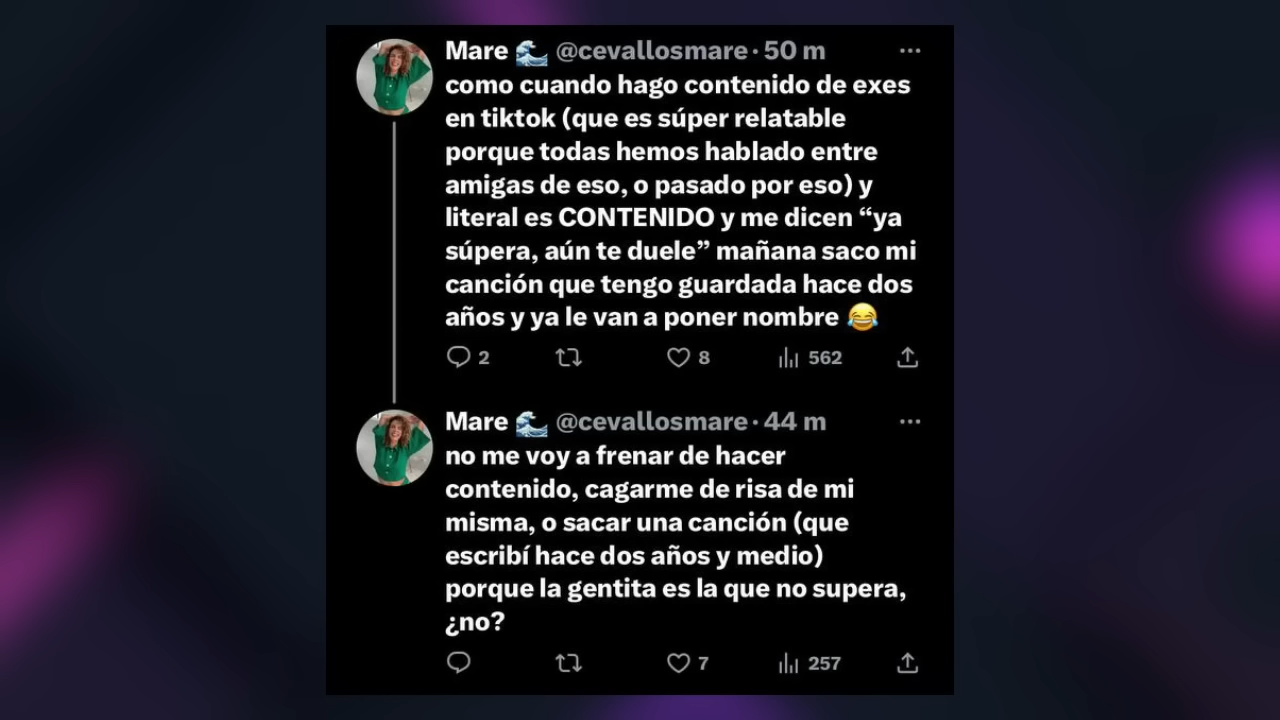 Mare 🌊 @cevallosmare · 50 m
como cuando hago contenido de exes
en tiktok (que es súper relatable
porque todas hemos hablado entre
amigas de eso, o pasado por eso) y
literal es CONTENIDO y me dicen “ya
súpera, aún te duele” mañana saco mi
canción que tengo guardada hace dos
años y ya le van a poner nombre 😂
2 8 562
Mare 🌊 @cevallosmare · 44 m
no me voy a frenar de hacer
contenido, cagarme de risa de mi
misma, o sacar una canción (que
escribí hace dos años y medio)
porque la gentita es la que no supera,
¿no?
7 257